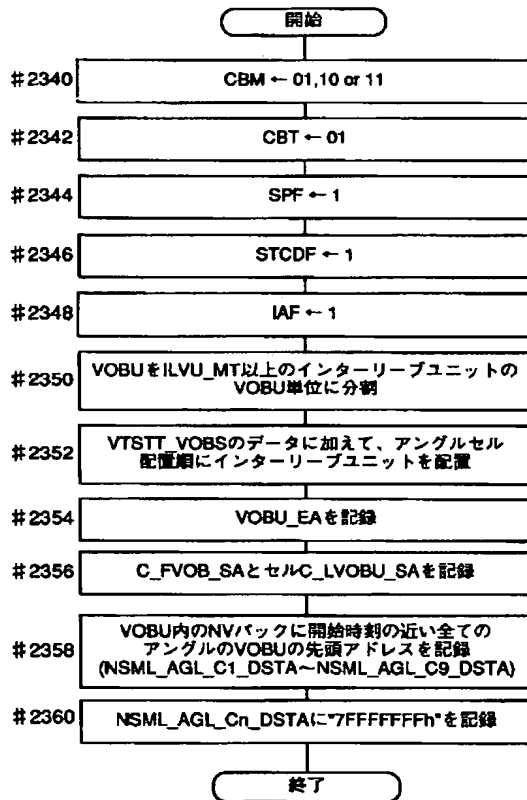 開始
#2340 CBM ← 01,10 or 11
#2342 CBT ← 01
#2344 SPF ← 1
#2346 STCDF ← 1
#2348 IAF ← 1
#2350 VOBUをILVU_MT以上のインターリーブユニットの
VOBU単位に分割
#2352 VTSTT_VOBSのデータに加えて、アングルセル
配置順にインターリーブユニットを配置
#2354 VOBU_EAを記録
#2356 C_FVOB_SAとセルC_LVOBU_SAを記録
#2358 VOBU内のNVパックに開始時刻の近い全ての
アングルのVOBUの先頭アドレスを記録
(NSML_AGL_C1_DSTA～NSML_AGL_C9_DSTA)
#2360 NSML_AGL_Cn_DSTAに"7FFFFFFFh"を記録
終了